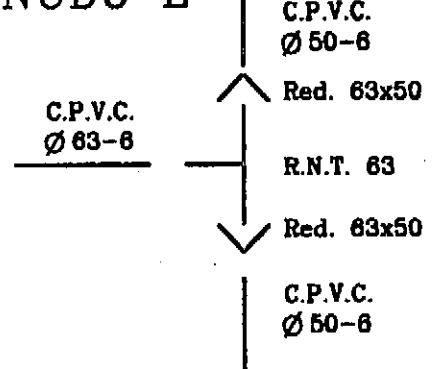 NUDO E
C.P.V.C.
Ø 50-6
Red. 63x50
C.P.V.C.
Ø 63-6
R.N.T. 63
Red. 63x50
C.P.V.C.
Ø 50-6